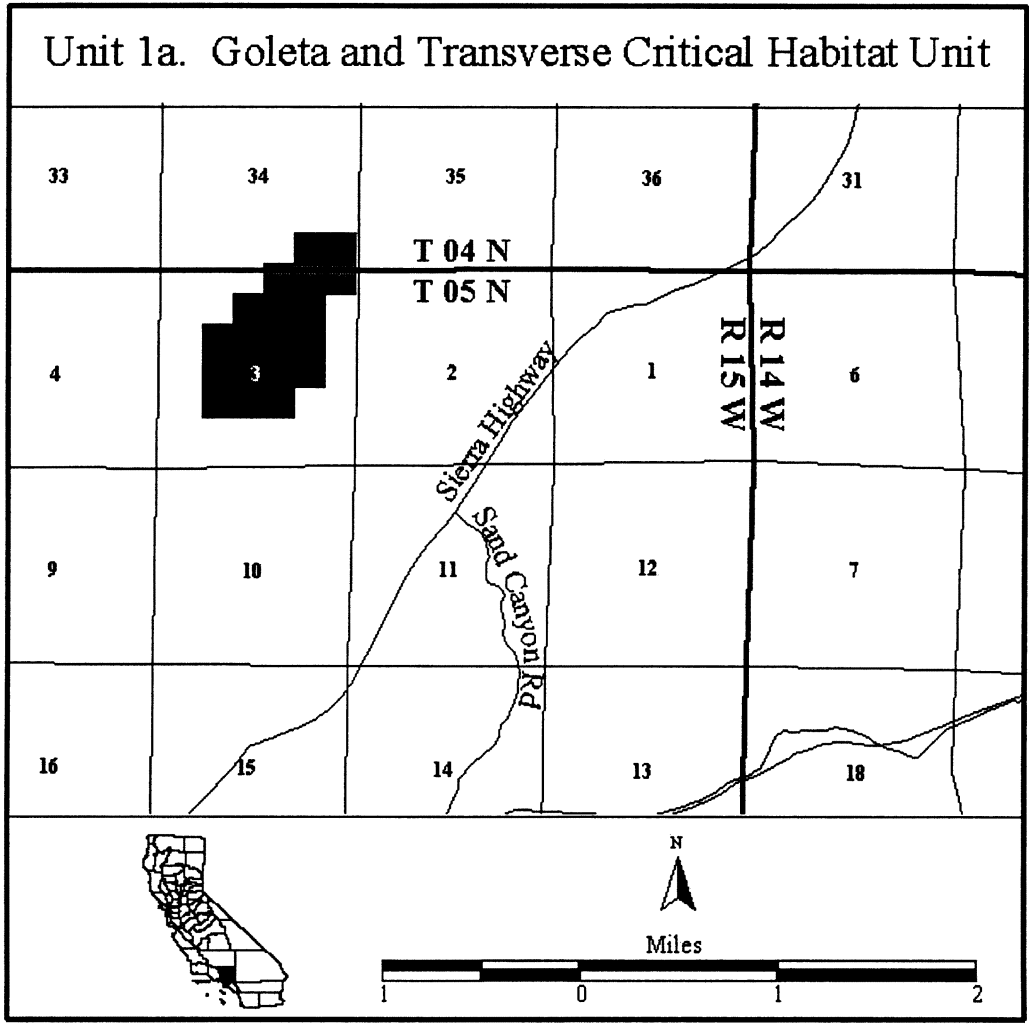 Unit 1a. Goleta and Transverse Critical Habitat Unit
33 34 35 36 31
T 04 N
T 05 N
R 15 W
R 14 W
4 3 2 1 6
Sierra Highway
Sand Canyon Rd
9 10 11 12 7
16 15 14 13 18
N
Miles
1 0 1 2